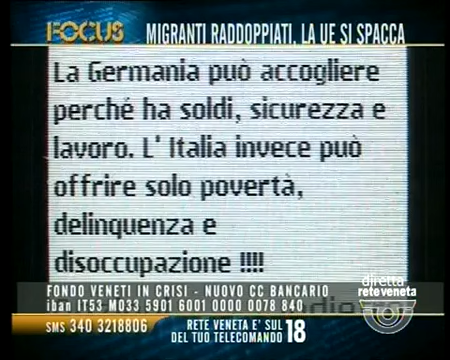 FOCUS MIGRANTI RADDOPPIATI, LA UE SI SPACCA
La Germania può accogliere
perché ha soldi, sicurezza e
lavoro. L' Italia invece può
offrire solo povertà,
delinquenza e
disoccupazione !!!!
diretta
reteveneta
FONDO VENETI IN CRISI - NUOVO CC BANCARIO
iban IT53 M033 5901 6001 0000 0078 840
SMS 340 3218806
RETE VENETA E' SUL 18
DEL TUO TELECOMANDO